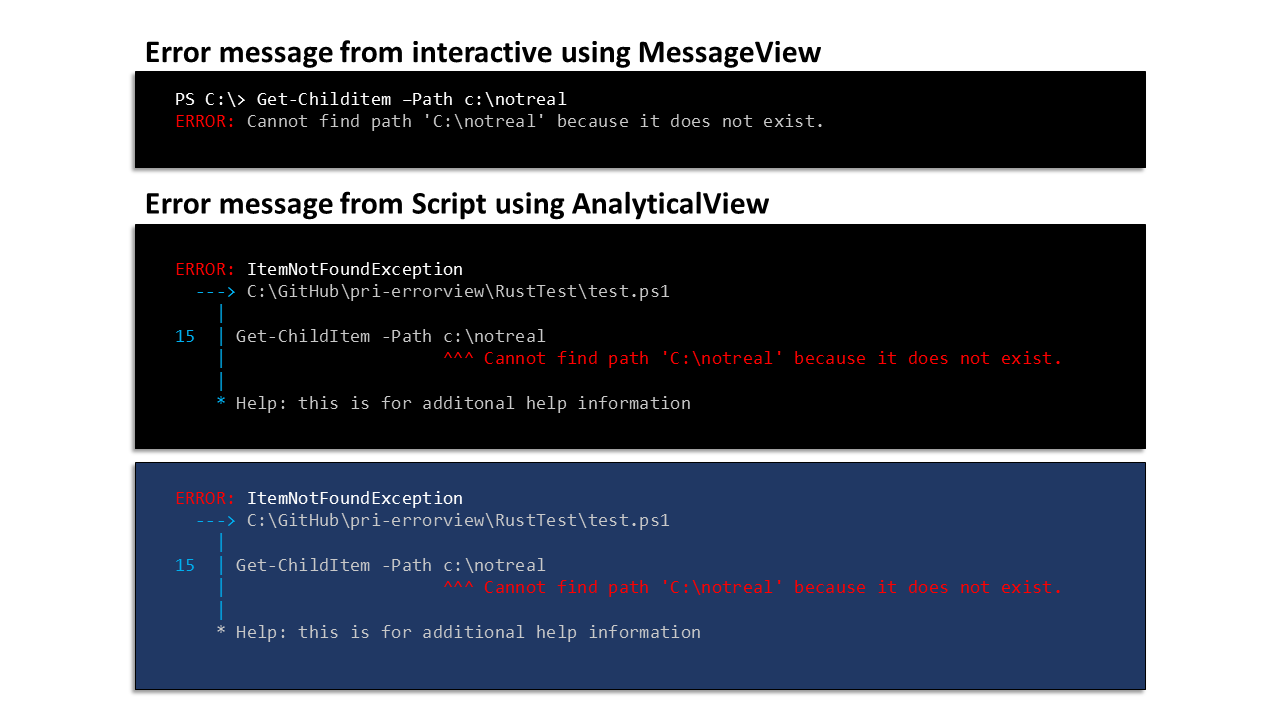 Error message from interactive using MessageView
PS C:\> Get-Childitem –Path c:\notreal
ERROR: Cannot find path 'C:\notreal' because it does not exist.
Error message from Script using AnalyticalView
ERROR: ItemNotFoundException
---> C:\GitHub\pri-errorview\RustTest\test.ps1
|
15 | Get-ChildItem -Path c:\notreal
| ^^^ Cannot find path 'C:\notreal' because it does not exist.
|
* Help: this is for additonal help information
ERROR: ItemNotFoundException
---> C:\GitHub\pri-errorview\RustTest\test.ps1
|
15 | Get-ChildItem -Path c:\notreal
| ^^^ Cannot find path 'C:\notreal' because it does not exist.
|
* Help: this is for additional help information